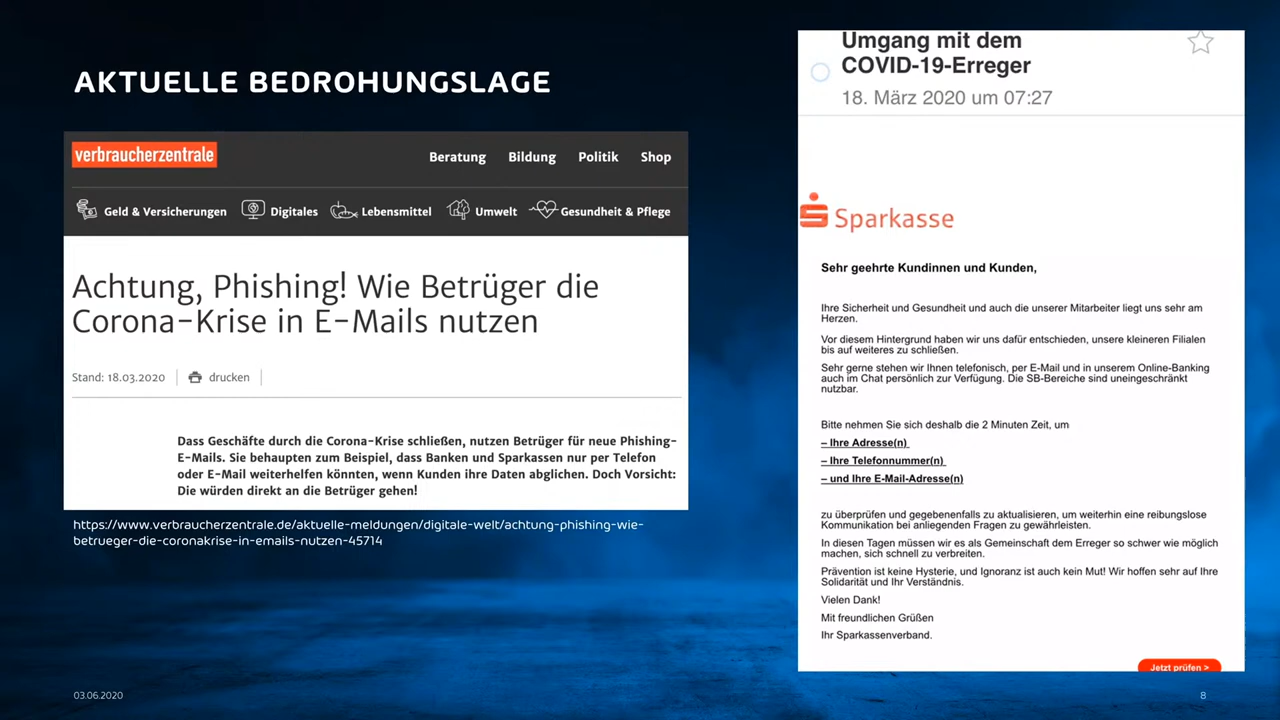 AKTUELLE BEDROHUNGSLAGE
verbraucherzentrale
Beratung Bildung Politik Shop
Geld & Versicherungen Digitales Lebensmittel Umwelt Gesundheit & Pflege
Achtung, Phishing! Wie Betrüger die
Corona-Krise in E-Mails nutzen
Stand: 18.03.2020 drucken
Dass Geschäfte durch die Corona-Krise schließen, nutzen Betrüger für neue Phishing-
E-Mails. Sie behaupten zum Beispiel, dass Banken und Sparkassen nur per Telefon
oder E-Mail weiterhelfen könnten, wenn Kunden ihre Daten abglichen. Doch Vorsicht:
Die würden direkt an die Betrüger gehen!
https://www.verbraucherzentrale.de/aktuelle-meldungen/digitale-welt/achtung-phishing-wie-
betrueger-die-coronakrise-in-emails-nutzen-45714
Umgang mit dem
COVID-19-Erreger
18. März 2020 um 07:27
Sparkasse
Sehr geehrte Kundinnen und Kunden,
Ihre Sicherheit und Gesundheit und auch die unserer Mitarbeiter liegt uns sehr am
Herzen.
Vor diesem Hintergrund haben wir uns dafür entschieden, unsere kleineren Filialen
bis auf weiteres zu schließen.
Sehr gerne stehen wir Ihnen telefonisch, per E-Mail und in unserem Online-Banking
auch im Chat persönlich zur Verfügung. Die SB-Bereiche sind uneingeschränkt
nutzbar.
Bitte nehmen Sie sich deshalb die 2 Minuten Zeit, um
– Ihre Adresse(n)
– Ihre Telefonnummer(n)
– und Ihre E-Mail-Adresse(n)
zu überprüfen und gegebenenfalls zu aktualisieren, um weiterhin eine reibungslose
Kommunikation bei anliegenden Fragen zu gewährleisten.
In diesen Tagen müssen wir es als Gemeinschaft dem Erreger so schwer wie möglich
machen, sich schnell zu verbreiten.
Prävention ist keine Hysterie, und Ignoranz ist auch kein Mut! Wir hoffen sehr auf Ihre
Solidarität und Ihr Verständnis.
Vielen Dank!
Mit freundlichen Grüßen
Ihr Sparkassenverband.
Jetzt prüfen >
03.06.2020
8